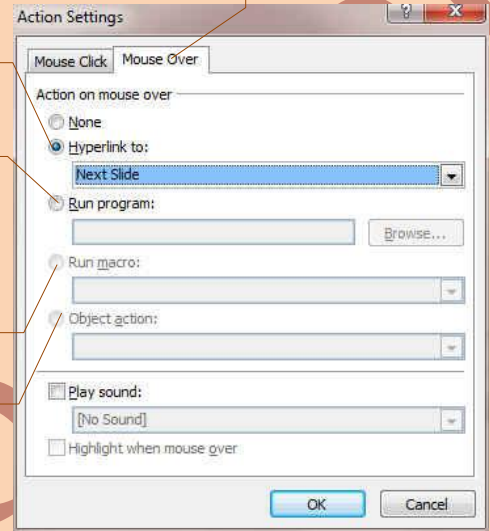 Action Settings
Mouse Click Mouse Over
Action on mouse over
None
Hyperlink to:
Next Slide
Run program:
Browse...
Run macro:
Object action:
Play sound:
[No Sound]
Highlight when mouse over
OK Cancel